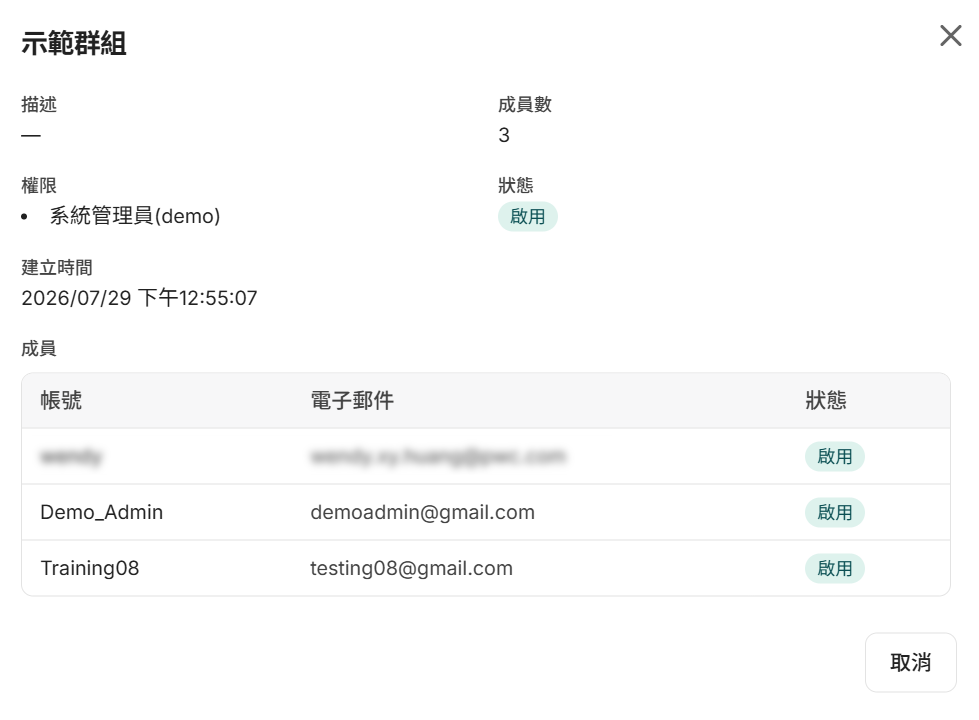 示範群組
描述
—
成員數
3
權限
• 系統管理員(demo)
狀態
啟用
建立時間
2026/07/29 下午12:55:07
成員
帳號 電子郵件 狀態
啟用
Demo_Admin demoadmin@gmail.com 啟用
Training08 testing08@gmail.com 啟用
取消